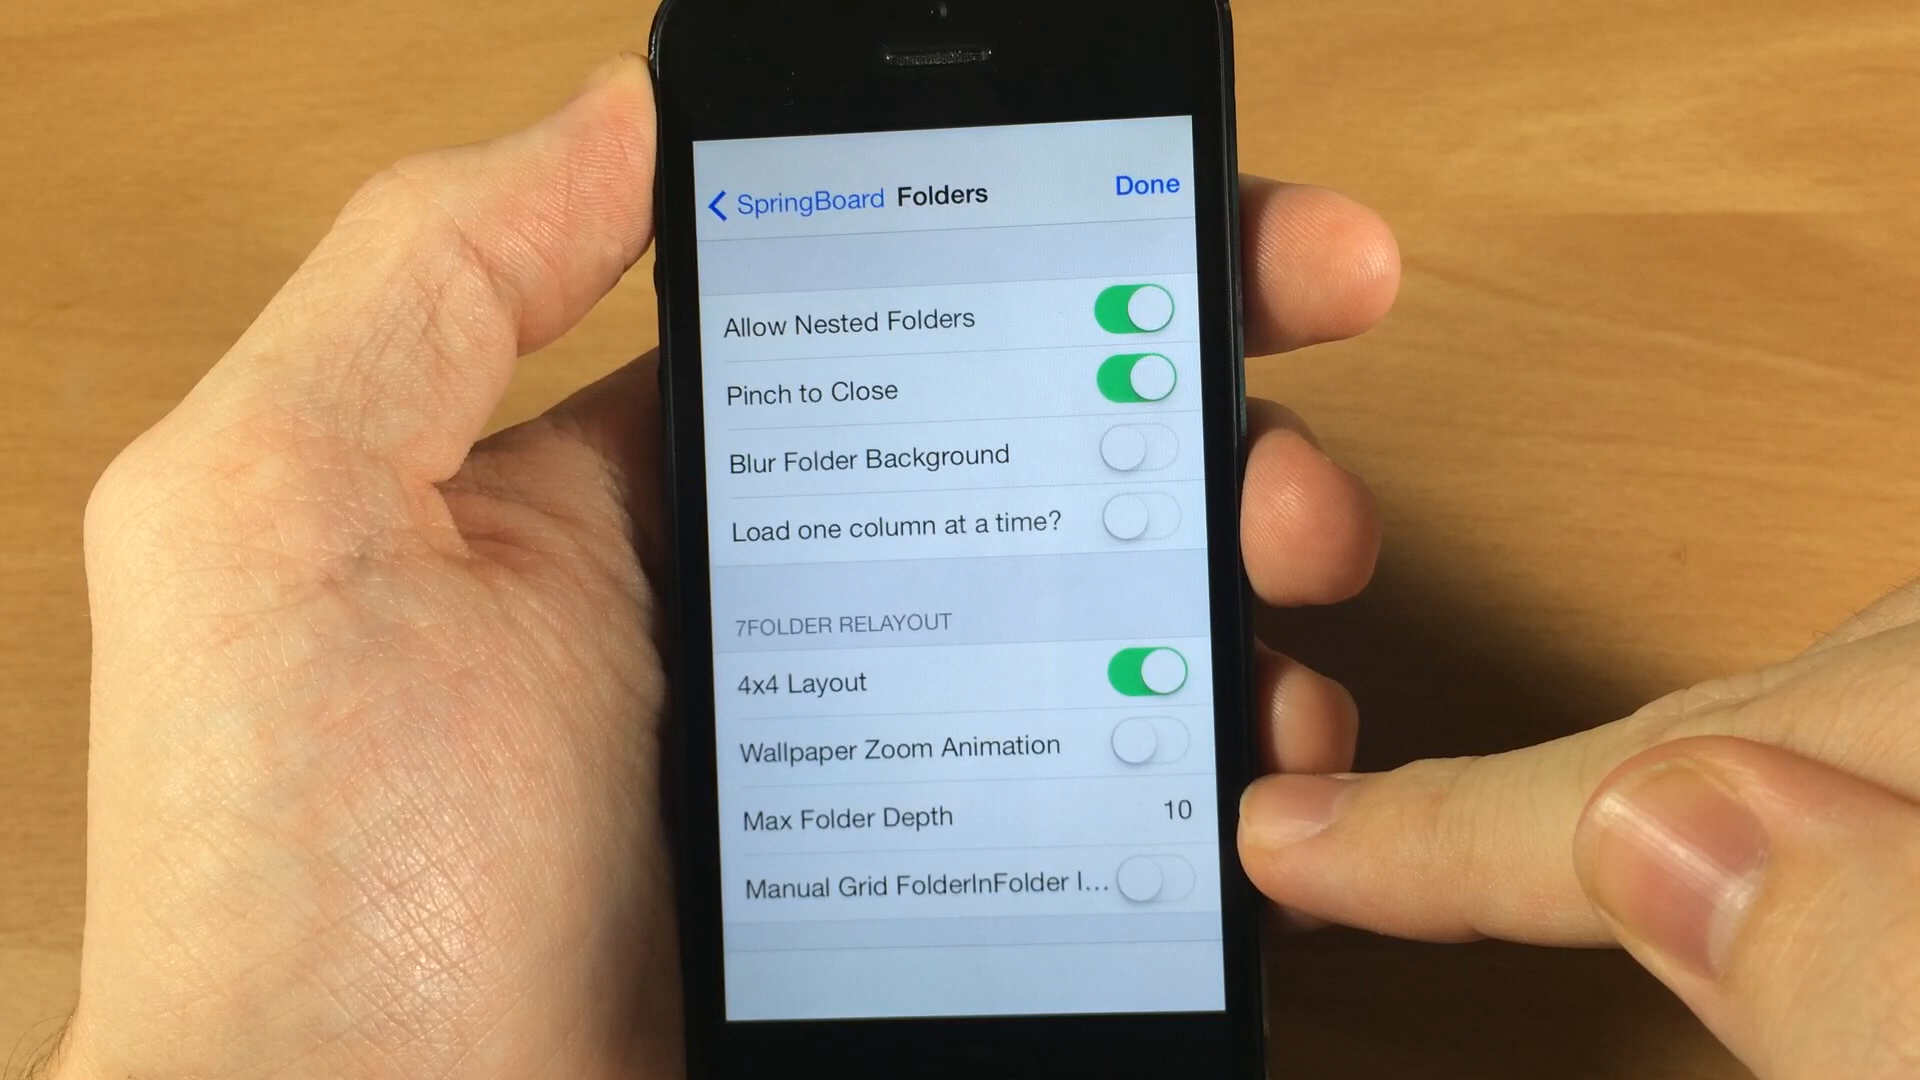 SpringBoard Folders Done
Allow Nested Folders
Pinch to Close
Blur Folder Background
Load one column at a time?
7FOLDER RELAYOUT
4x4 Layout
Wallpaper Zoom Animation
Max Folder Depth 10
Manual Grid FolderInFolder I...